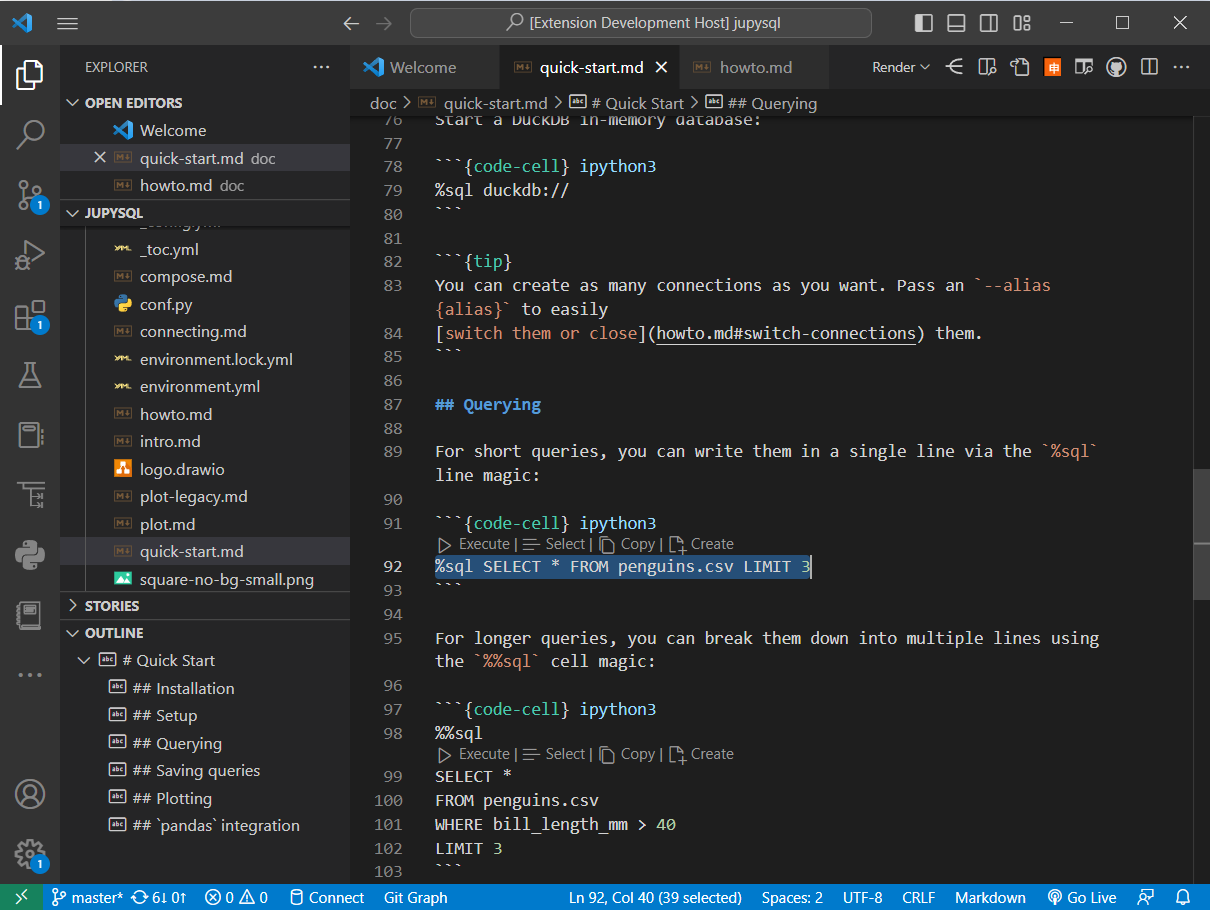 [Extension Development Host] jupysql
EXPLORER
Welcome
quick-start.md
howto.md
Render
OPEN EDITORS
Welcome
quick-start.md doc
howto.md doc
JUPYSQL
_config.yml
_toc.yml
compose.md
conf.py
connecting.md
environment.lock.yml
environment.yml
howto.md
intro.md
logo.drawio
plot-legacy.md
plot.md
quick-start.md
square-no-bg-small.png
STORIES
OUTLINE
# Quick Start
## Installation
## Setup
## Querying
## Saving queries
## Plotting
## `pandas` integration
1
1
1
doc > quick-start.md > # Quick Start > ## Querying
76 Start a DuckDB in-memory database:
77
78 ```{code-cell} ipython3
79 %sql duckdb://
80 ```
81
82 ```{tip}
83 You can create as many connections as you want. Pass an `--alias
{alias}` to easily
84 [switch them or close](howto.md#switch-connections) them.
85 ```
86
87 ## Querying
88
89 For short queries, you can write them in a single line via the `%sql`
line magic:
90
91 ```{code-cell} ipython3
Execute | Select | Copy | Create
92 %sql SELECT * FROM penguins.csv LIMIT 3
93 ```
94
95 For longer queries, you can break them down into multiple lines using
the `%%sql` cell magic:
96
97 ```{code-cell} ipython3
98 %%sql
Execute | Select | Copy | Create
99 SELECT *
100 FROM penguins.csv
101 WHERE bill_length_mm > 40
102 LIMIT 3
103 ```
master* 6↓ 0↑ 0 0 Connect Git Graph Ln 92, Col 40 (39 selected) Spaces: 2 UTF-8 CRLF Markdown Go Live